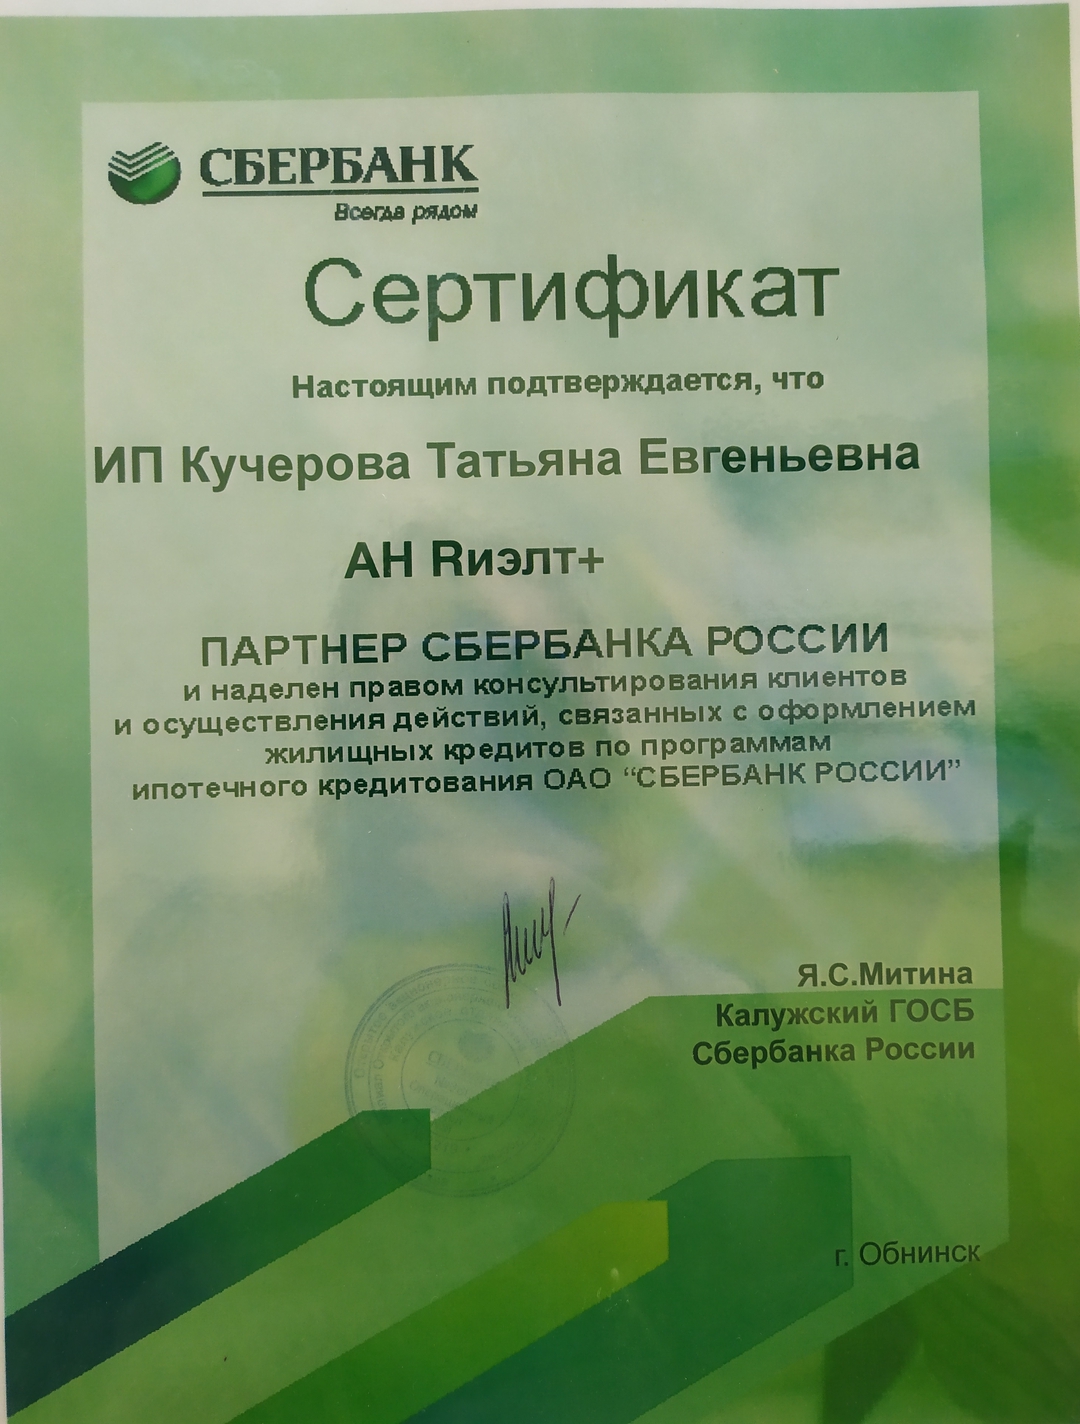 СБЕРБАНК
Всегда рядом
Сертификат
Настоящим подтверждается, что
ИП Кучерова Татьяна Евгеньевна
АН Rиэлт+
ПАРТНЕР СБЕРБАНКА РОССИИ
и наделен правом консультирования клиентов
и осуществления действий, связанных с оформлением
жилищных кредитов по программам
ипотечного кредитования ОАО “СБЕРБАНК РОССИИ”
Я.С.Митина
Калужский ГОСБ
Сбербанка России
г. Обнинск